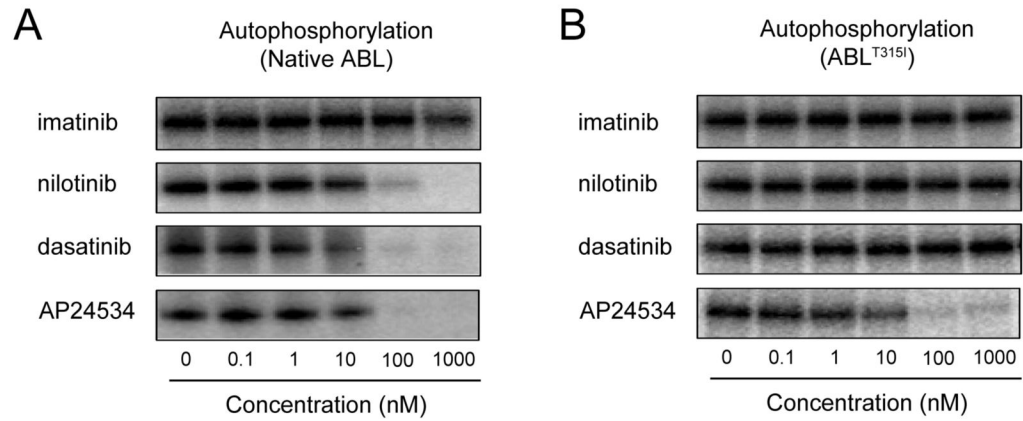 A
Autophosphorylation
(Native ABL)
imatinib
nilotinib
dasatinib
AP24534
0 0.1 1 10 100 1000
Concentration (nM)
B
Autophosphorylation
(ABLT315I)
imatinib
nilotinib
dasatinib
AP24534
0 0.1 1 10 100 1000
Concentration (nM)